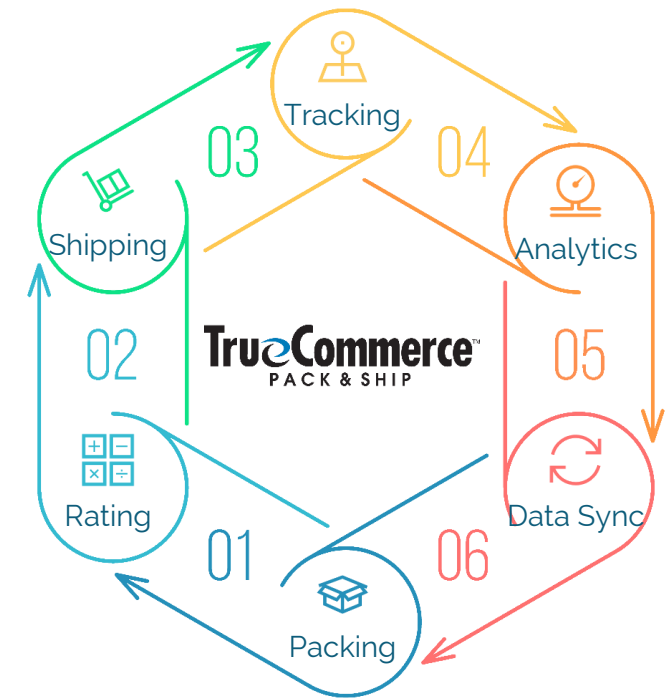 Tracking
03
04
Shipping
Analytics
TrueCommerce™
PACK & SHIP
02
05
Rating
Data Sync
01
06
Packing